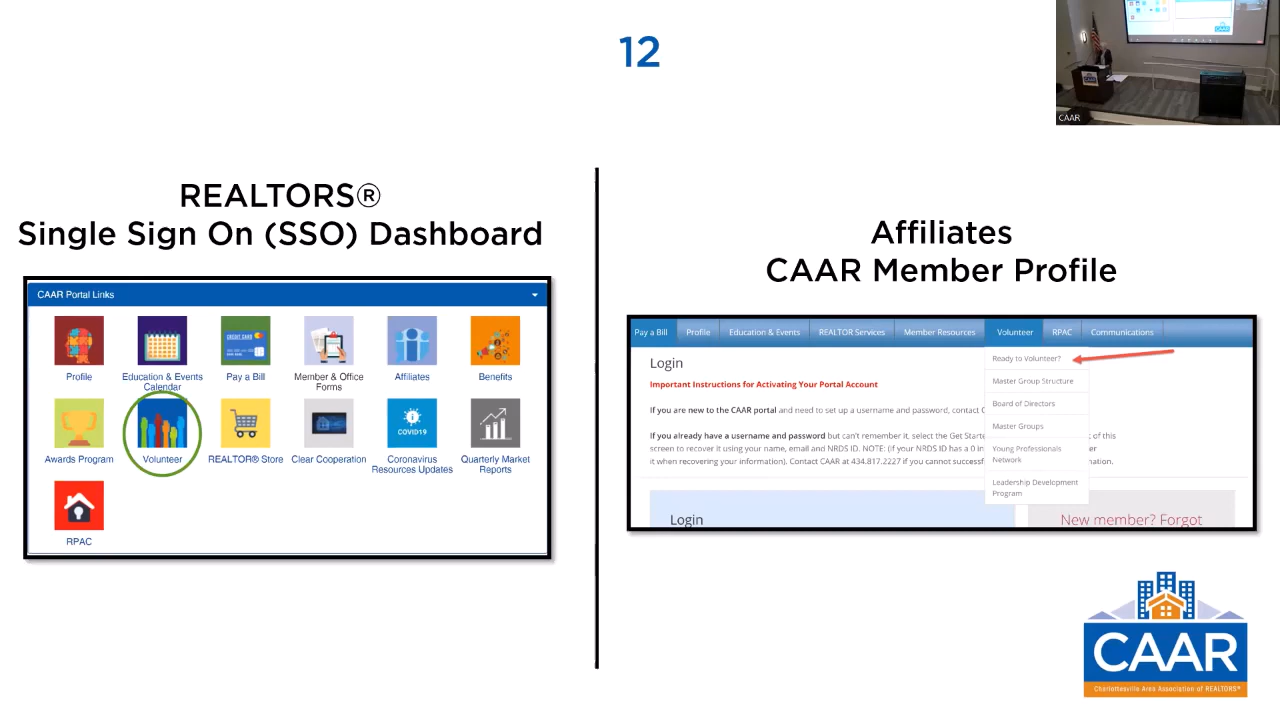 12
CAAR
REALTORS®
Single Sign On (SSO) Dashboard
CAAR Portal Links
Profile
Education & Events
Calendar
Pay a Bill
Member & Office
Forms
Affiliates
Benefits
CREDIT CARD
Awards Program
Volunteer
REALTOR® Store
Clear Cooperation
COVID19
Coronavirus
Resources Updates
Quarterly Market
Reports
RPAC
Affiliates
CAAR Member Profile
Pay a Bill Profile Education & Events REALTOR Services Member Resources Volunteer RPAC Communications
Login
Important Instructions for Activating Your Portal Account
If you are new to the CAAR portal and need to set up a username and password, contact
If you already have a username and password but can't remember it, select the Get Starte
of this
screen to recover it using your name, email and NRDS ID. NOTE: (if your NRDS ID has a 0 in
it when recovering your information). Contact CAAR at 434.817.2227 if you cannot successf
Ready to Volunteer?
Master Group Structure
Board of Directors
Master Groups
Young Professionals
Network
Leadership Development
Program
Login
New member? Forgot
CAAR
Charlottesville Area Association of REALTORS®